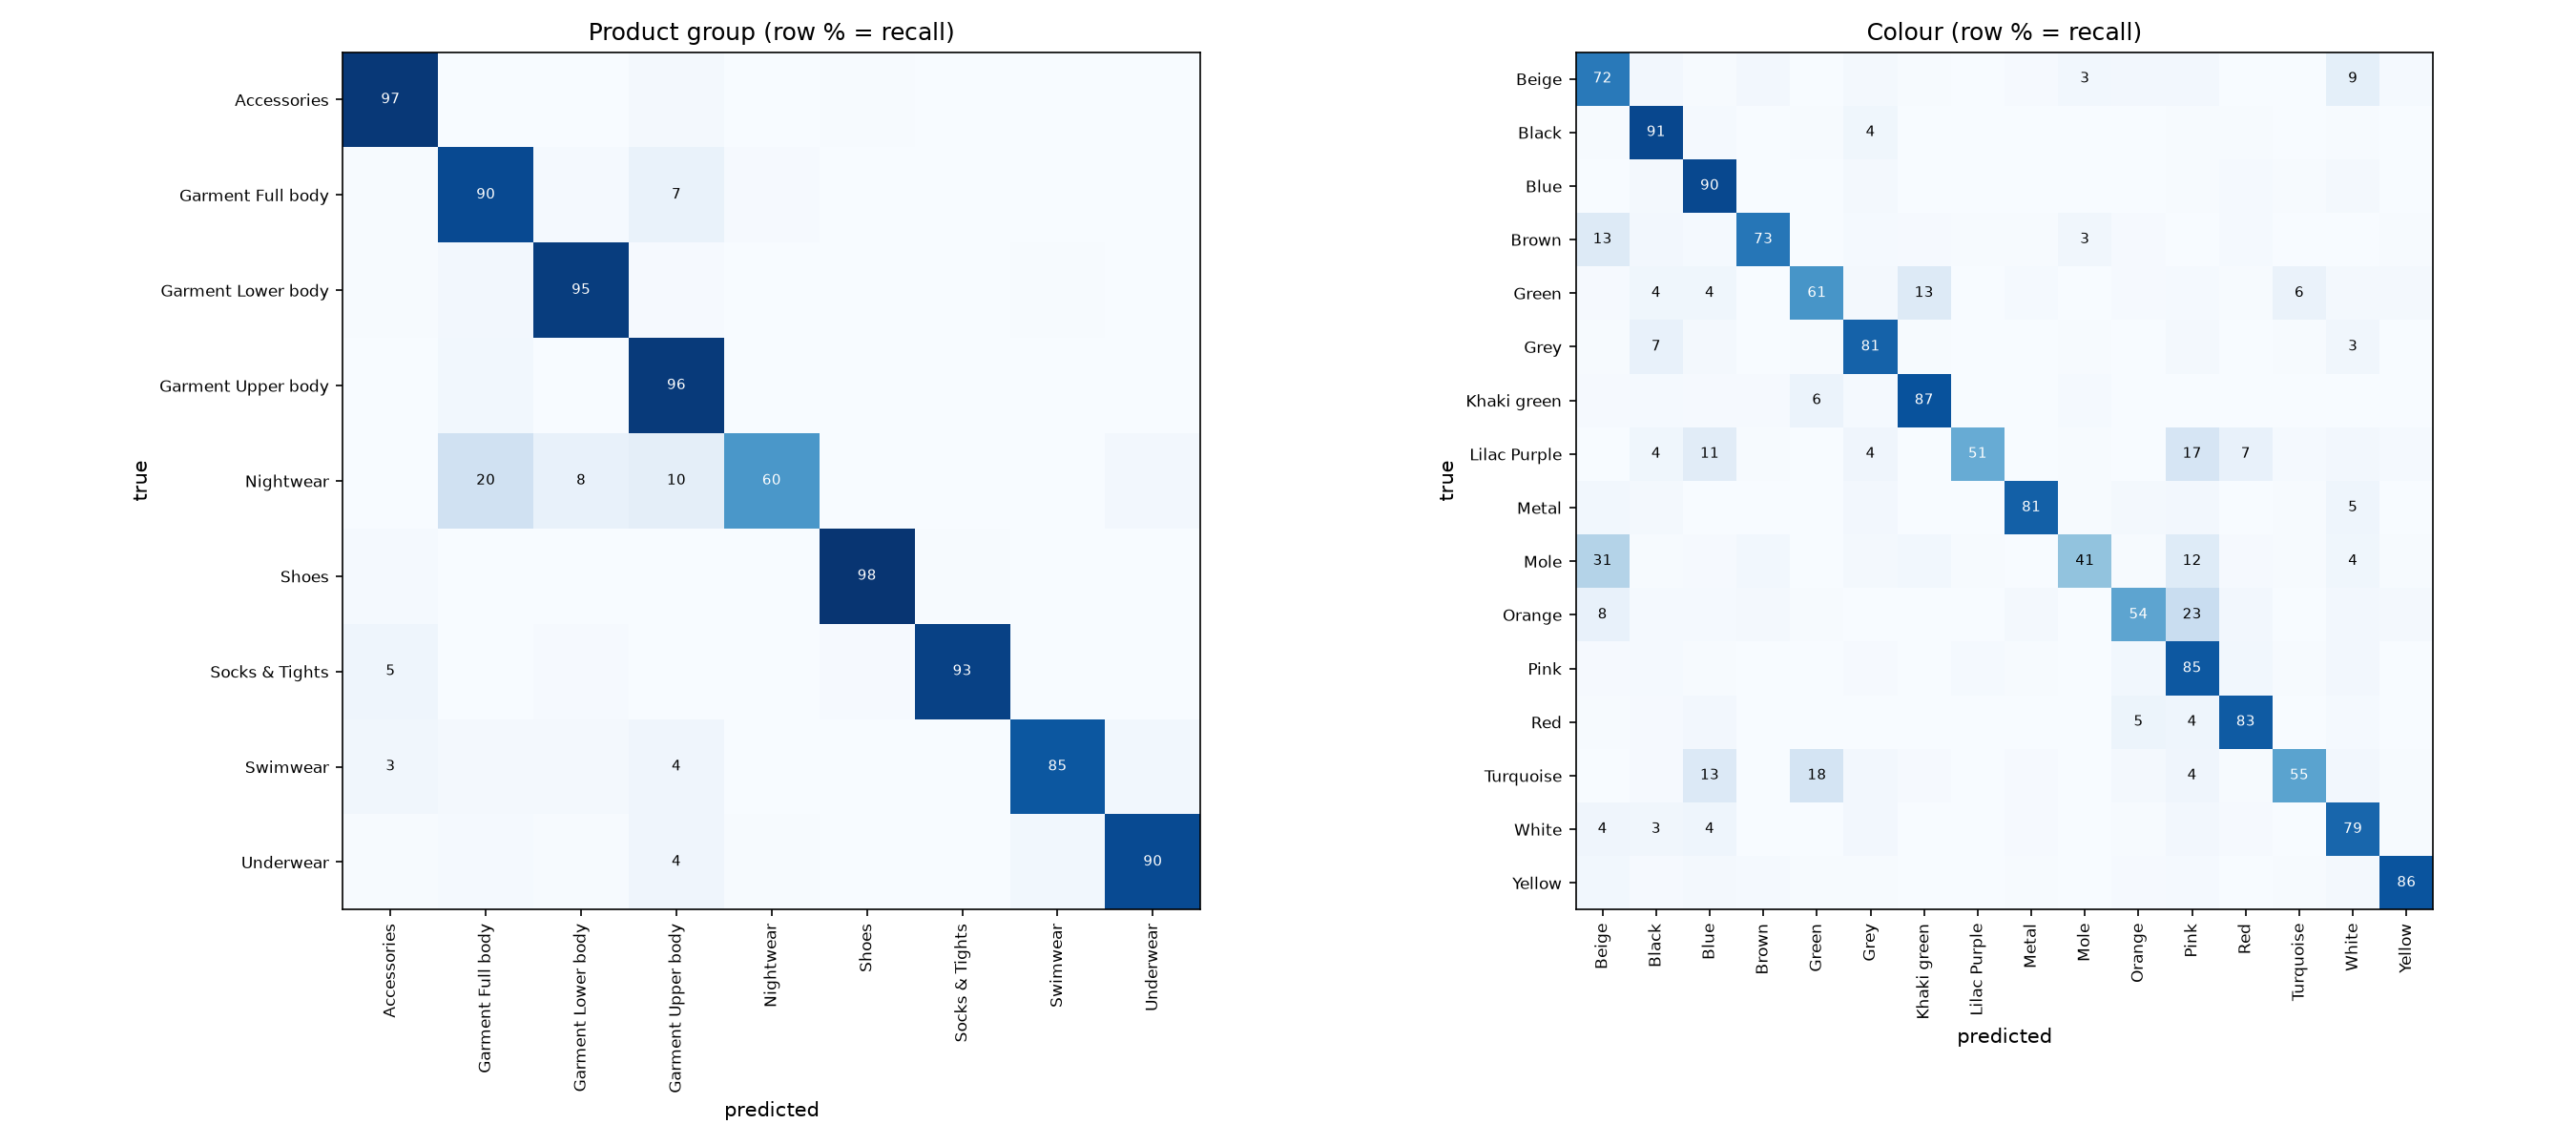 Product group (row % = recall)
true
Accessories 97
Garment Full body 90 7
Garment Lower body 95
Garment Upper body 96
Nightwear 20 8 10 60
Shoes 98
Socks & Tights 5 93
Swimwear 3 4 85
Underwear 4 90
Accessories
Garment Full body
Garment Lower body
Garment Upper body
Nightwear
Shoes
Socks & Tights
Swimwear
Underwear
predicted
Colour (row % = recall)
true
Beige 72 3 9
Black 91 4
Blue 90
Brown 13 73 3
Green 4 4 61 13 6
Grey 7 81 3
Khaki green 6 87
Lilac Purple 4 11 4 51 17 7
Metal 81 5
Mole 31 41 12 4
Orange 8 54 23
Pink 85
Red 5 4 83
Turquoise 13 18 4 55
White 4 3 4 79
Yellow 86
Beige
Black
Blue
Brown
Green
Grey
Khaki green
Lilac Purple
Metal
Mole
Orange
Pink
Red
Turquoise
White
Yellow
predicted